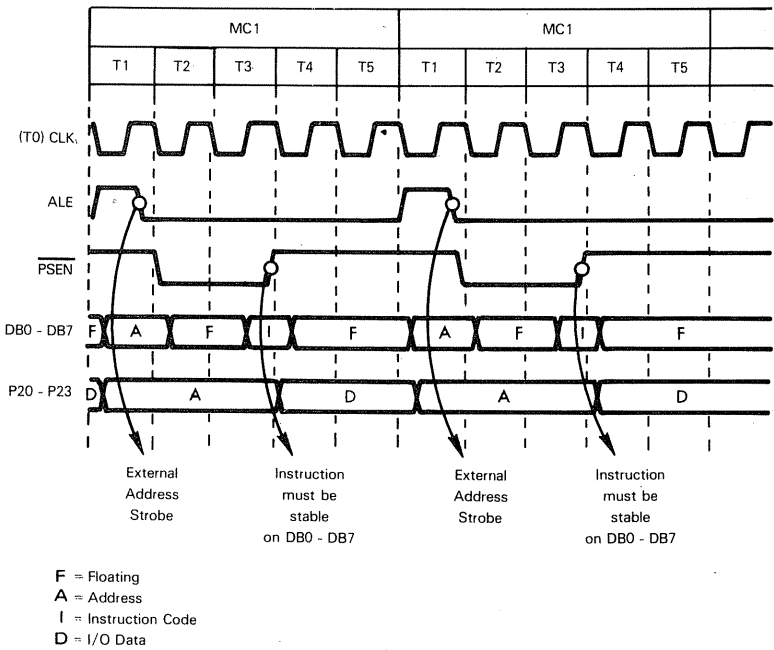 MC1 MC1
T1 T2 T3 T4 T5 T1 T2 T3 T4 T5
(T0) CLK
ALE
PSEN
DB0 - DB7 F A F I F A F I F
P20 - P23 D A D A D
External Address Strobe
Instruction must be stable on DB0 - DB7
External Address Strobe
Instruction must be stable on DB0 - DB7
F = Floating
A = Address
I = Instruction Code
D = I/O Data